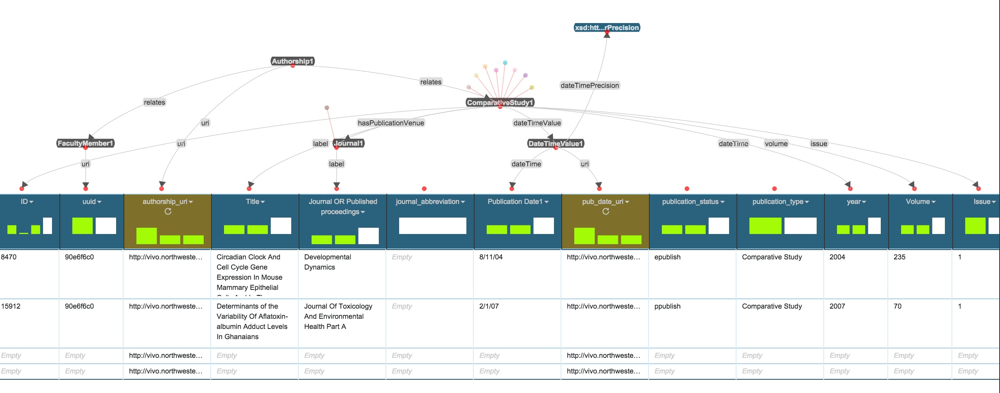 xsd:htt...rPrecision
Authorship1
relates
dateTimePrecision
relates
ComparativeStudy1
uri
hasPublicationVenue
dateTimeValue
FacultyMember1
uri
label
Journal1
DateTimeValue1
dateTime
volume
issue
uri
label
dateTime
uri
ID
uuid
authorship_uri
Title
Journal OR Published
proceedings
journal_abbreviation
Publication Date1
pub_date_uri
publication_status
publication_type
year
Volume
Issue
8470
90e6f6c0
http://vivo.northweste...
Circadian Clock And
Cell Cycle Gene
Expression In Mouse
Mammary Epithelial
Developmental
Dynamics
Empty
8/11/04
http://vivo.northweste...
epublish
Comparative Study
2004
235
1
15912
90e6f6c0
http://vivo.northweste...
Determinants of the
Variability Of Aflatoxin-
albumin Adduct Levels
In Ghanaians
Journal Of Toxicology
And Environmental
Health Part A
Empty
2/1/07
http://vivo.northweste...
ppublish
Comparative Study
2007
70
1
Empty
Empty
http://vivo.northweste...
Empty
Empty
Empty
Empty
http://vivo.northweste...
Empty
Empty
Empty
Empty
Empty
Empty
Empty
http://vivo.northweste...
Empty
Empty
Empty
Empty
http://vivo.northweste...
Empty
Empty
Empty
Empty
Empty